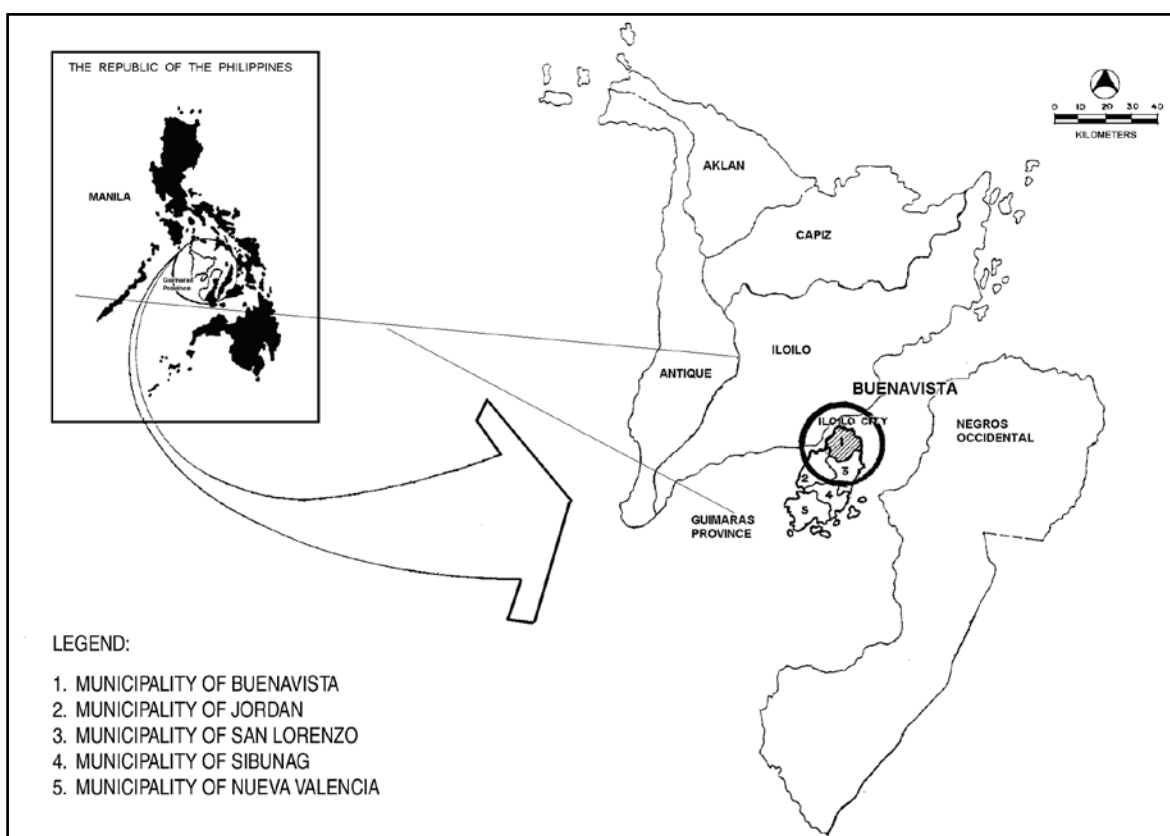 THE REPUBLIC OF THE PHILIPPINES
MANILA
Guimaras
Province
0 10 20 30 40
KILOMETERS
AKLAN
CAPIZ
ILOILO
ANTIQUE
BUENAVISTA
ILOILO CITY
NEGROS
OCCIDENTAL
1
2
3
4
5
GUIMARAS
PROVINCE
LEGEND:
1. MUNICIPALITY OF BUENAVISTA
2. MUNICIPALITY OF JORDAN
3. MUNICIPALITY OF SAN LORENZO
4. MUNICIPALITY OF SIBUNAG
5. MUNICIPALITY OF NUEVA VALENCIA